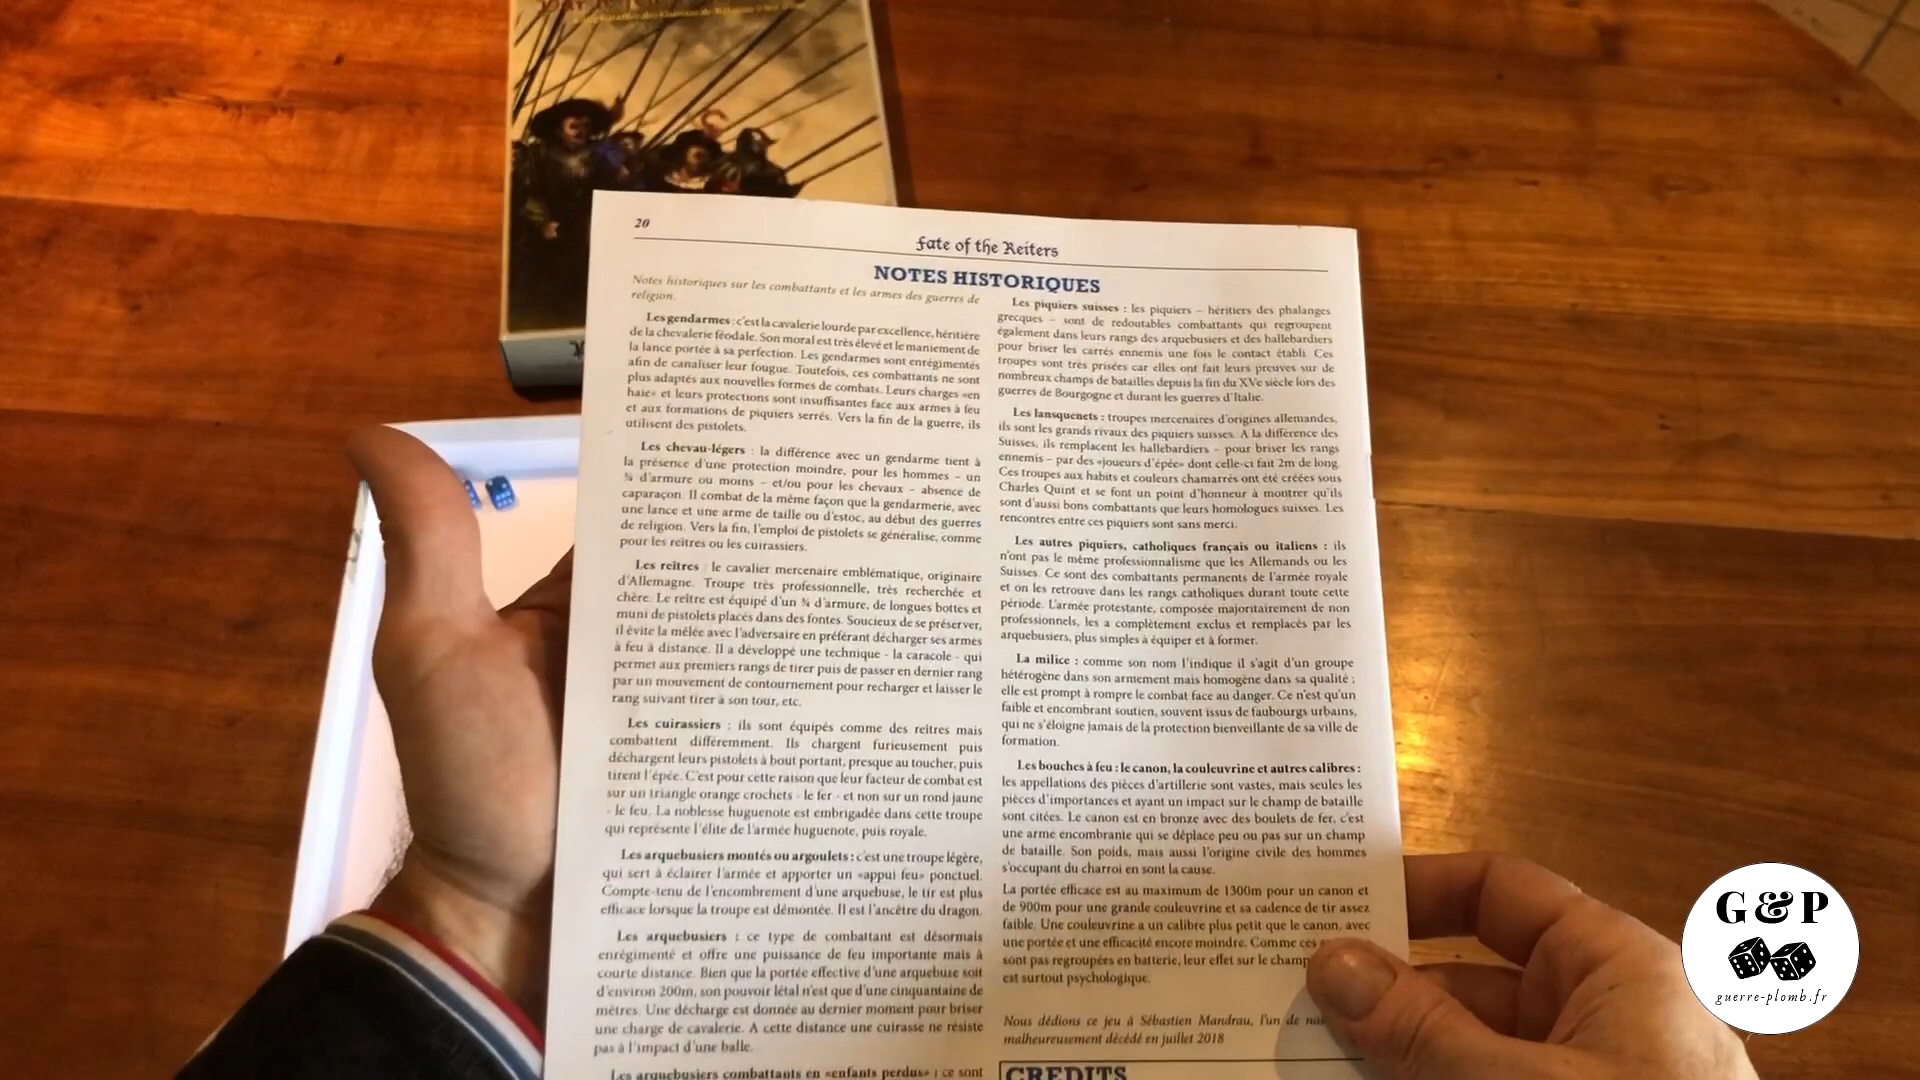 20
Fate of the Reiters
NOTES HISTORIQUES
Notes historiques sur les combattants et les armes des guerres de
religion.
Les gendarmes : c'est la cavalerie lourde par excellence, héritière
de la chevalerie féodale. Son moral est très élevé et le maniement de
la lance portée à sa perfection. Les gendarmes sont enrégimentés
afin de canaliser leur fougue. Toutefois, ces combattants ne sont
plus adaptés aux nouvelles formes de combats. Leurs charges «en
haie» et leurs protections sont insuffisantes face aux armes à feu
et aux formations de piquiers serrés. Vers la fin de la guerre, ils
utilisent des pistolets.
Les chevau-légers : la différence avec un gendarme tient à
la présence d'une protection moindre, pour les hommes – un
¾ d'armure ou moins – et/ou pour les chevaux – absence de
caparaçon. Il combat de la même façon que la gendarmerie, avec
une lance et une arme de taille ou d'estoc, au début des guerres
de religion. Vers la fin, l'emploi de pistolets se généralise, comme
pour les reîtres ou les cuirassiers.
Les reîtres : le cavalier mercenaire emblématique, originaire
d'Allemagne. Troupe très professionnelle, très recherchée et
chère. Le reître est équipé d'un ¾ d'armure, de longues bottes et
muni de pistolets placés dans des fontes. Soucieux de se préserver,
il évite la mêlée avec l'adversaire en préférant décharger ses armes
à feu à distance. Il a développé une technique - la caracole - qui
permet aux premiers rangs de tirer puis de passer en dernier rang
par un mouvement de contournement pour recharger et laisser le
rang suivant tirer à son tour, etc.
Les cuirassiers : ils sont équipés comme des reîtres mais
combattent différemment. Ils chargent furieusement puis
déchargent leurs pistolets à bout portant, presque au toucher, puis
tirent l'épée. C'est pour cette raison que leur facteur de combat est
sur un triangle orange crochets - le fer - et non sur un rond jaune
- le feu. La noblesse huguenote est embrigadée dans cette troupe
qui représente l'élite de l'armée huguenote, puis royale.
Les arquebusiers montés ou argoulets : c'est une troupe légère,
qui sert à éclairer l'armée et apporter un «appui feu» ponctuel.
Compte-tenu de l'encombrement d'une arquebuse, le tir est plus
efficace lorsque la troupe est démontée. Il est l'ancêtre du dragon.
Les arquebusiers : ce type de combattant est désormais
enrégimenté et offre une puissance de feu importante mais à
courte distance. Bien que la portée effective d'une arquebuse soit
d'environ 200m, son pouvoir létal n'est que d'une cinquantaine de
mètres. Une décharge est donnée au dernier moment pour briser
une charge de cavalerie. A cette distance une cuirasse ne résiste
pas à l'impact d'une balle.
Les arquebusiers combattants en «enfants perdus» : ce sont
Les piquiers suisses : les piquiers – héritiers des phalanges
grecques – sont de redoutables combattants qui regroupent
également dans leurs rangs des arquebusiers et des hallebardiers
pour briser les carrés ennemis une fois le contact établi. Ces
troupes sont très prisées car elles ont fait leurs preuves sur de
nombreux champs de batailles depuis la fin du XVe siècle lors des
guerres de Bourgogne et durant les guerres d'Italie.
Les lansquenets : troupes mercenaires d'origines allemandes,
ils sont les grands rivaux des piquiers suisses. A la différence des
Suisses, ils remplacent les hallebardiers – pour briser les rangs
ennemis – par des «joueurs d'épée» dont celle-ci fait 2m de long.
Ces troupes aux habits et couleurs chamarrés ont été créées sous
Charles Quint et se font un point d'honneur à montrer qu'ils
sont d'aussi bons combattants que leurs homologues suisses. Les
rencontres entre ces piquiers sont sans merci.
Les autres piquiers, catholiques français ou italiens : ils
n'ont pas le même professionnalisme que les Allemands ou les
Suisses. Ce sont des combattants permanents de l'armée royale
et on les retrouve dans les rangs catholiques durant toute cette
période. L'armée protestante, composée majoritairement de non
professionnels, les a complètement exclus et remplacés par les
arquebusiers, plus simples à équiper et à former.
La milice : comme son nom l'indique il s'agit d'un groupe
hétérogène dans son armement mais homogène dans sa qualité ;
elle est prompt à rompre le combat face au danger. Ce n'est qu'un
faible et encombrant soutien, souvent issus de faubourgs urbains,
qui ne s'éloigne jamais de la protection bienveillante de sa ville de
formation.
Les bouches à feu : le canon, la couleuvrine et autres calibres :
les appellations des pièces d'artillerie sont vastes, mais seules les
pièces d'importances et ayant un impact sur le champ de bataille
sont citées. Le canon est en bronze avec des boulets de fer, c'est
une arme encombrante qui se déplace peu ou pas sur un champ
de bataille. Son poids, mais aussi l'origine civile des hommes
s'occupant du charroi en sont la cause.
La portée efficace est au maximum de 1300m pour un canon et
de 900m pour une grande couleuvrine et sa cadence de tir assez
faible. Une couleuvrine a un calibre plus petit que le canon, avec
une portée et une efficacité encore moindre. Comme ces
sont pas regroupées en batterie, leur effet sur le champ
est surtout psychologique.
Nous dédions ce jeu à Sébastien Mandrau, l'un de nos
malheureusement décédé en juillet 2018
CREDITS
G&P
guerre-plomb.fr